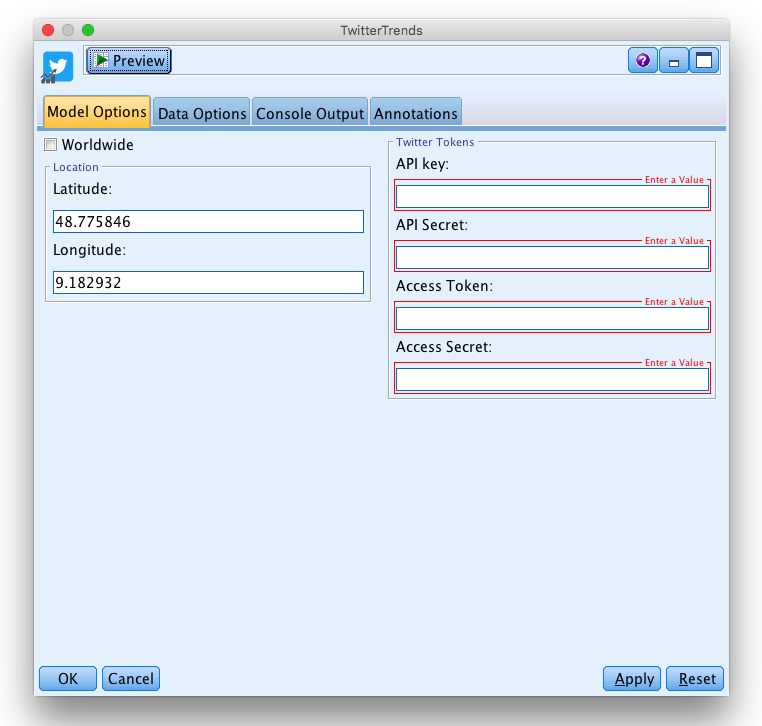 TwitterTrends
Preview
?
Model Options Data Options Console Output Annotations
Worldwide
Location
Latitude:
48.775846
Longitude:
9.182932
Twitter Tokens
API key:
Enter a Value
API Secret:
Enter a Value
Access Token:
Enter a Value
Access Secret:
Enter a Value
OK Cancel Apply Reset